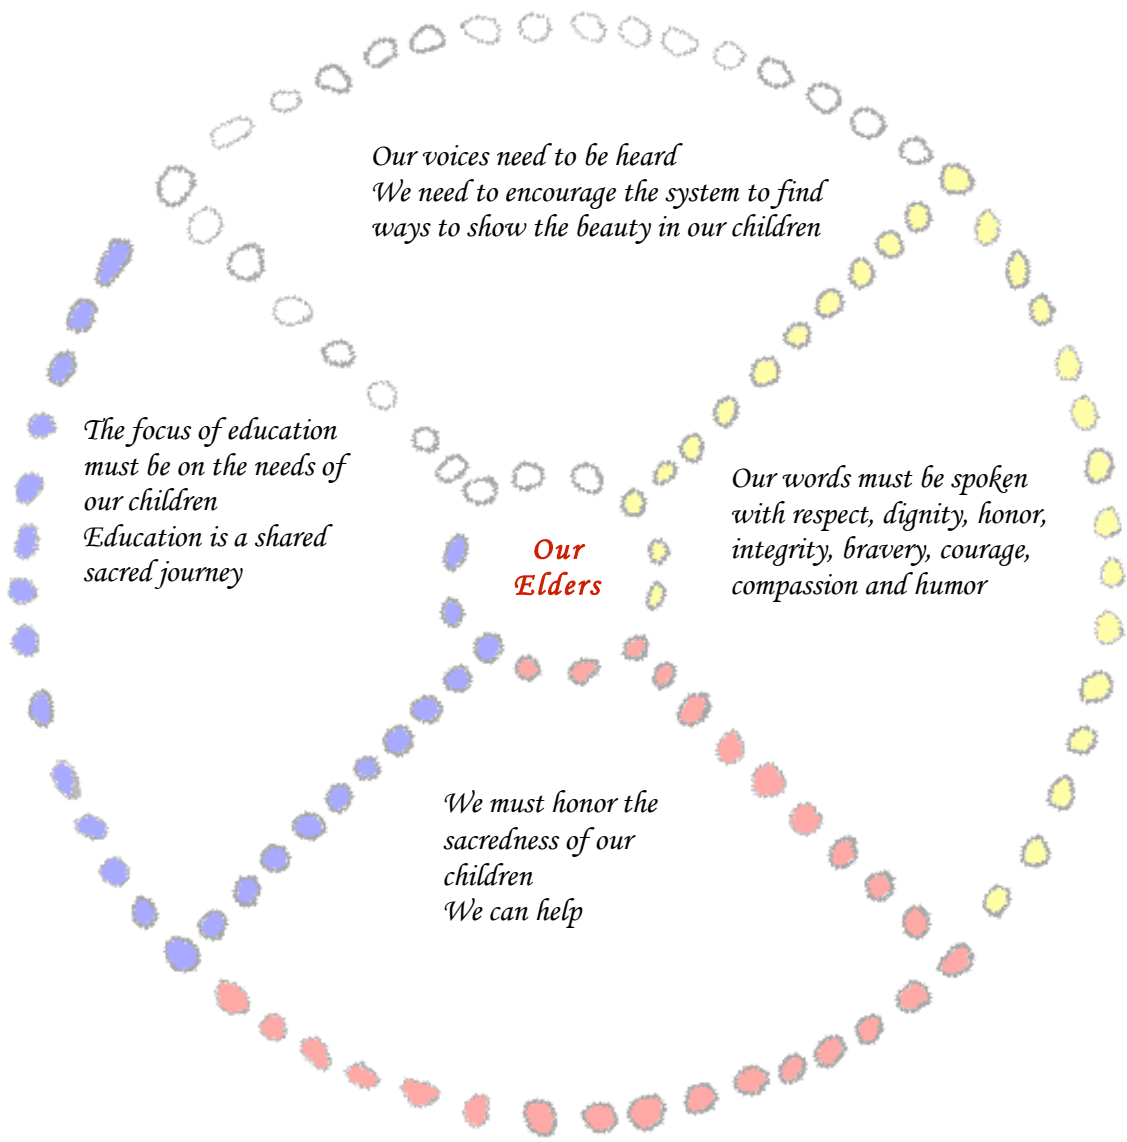 Our voices need to be heard
We need to encourage the system to find
ways to show the beauty in our children
The focus of education
must be on the needs of
our children
Education is a shared
sacred journey
Our
Elders
Our words must be spoken
with respect, dignity, honor,
integrity, bravery, courage,
compassion and humor
We must honor the
sacredness of our
children
We can help